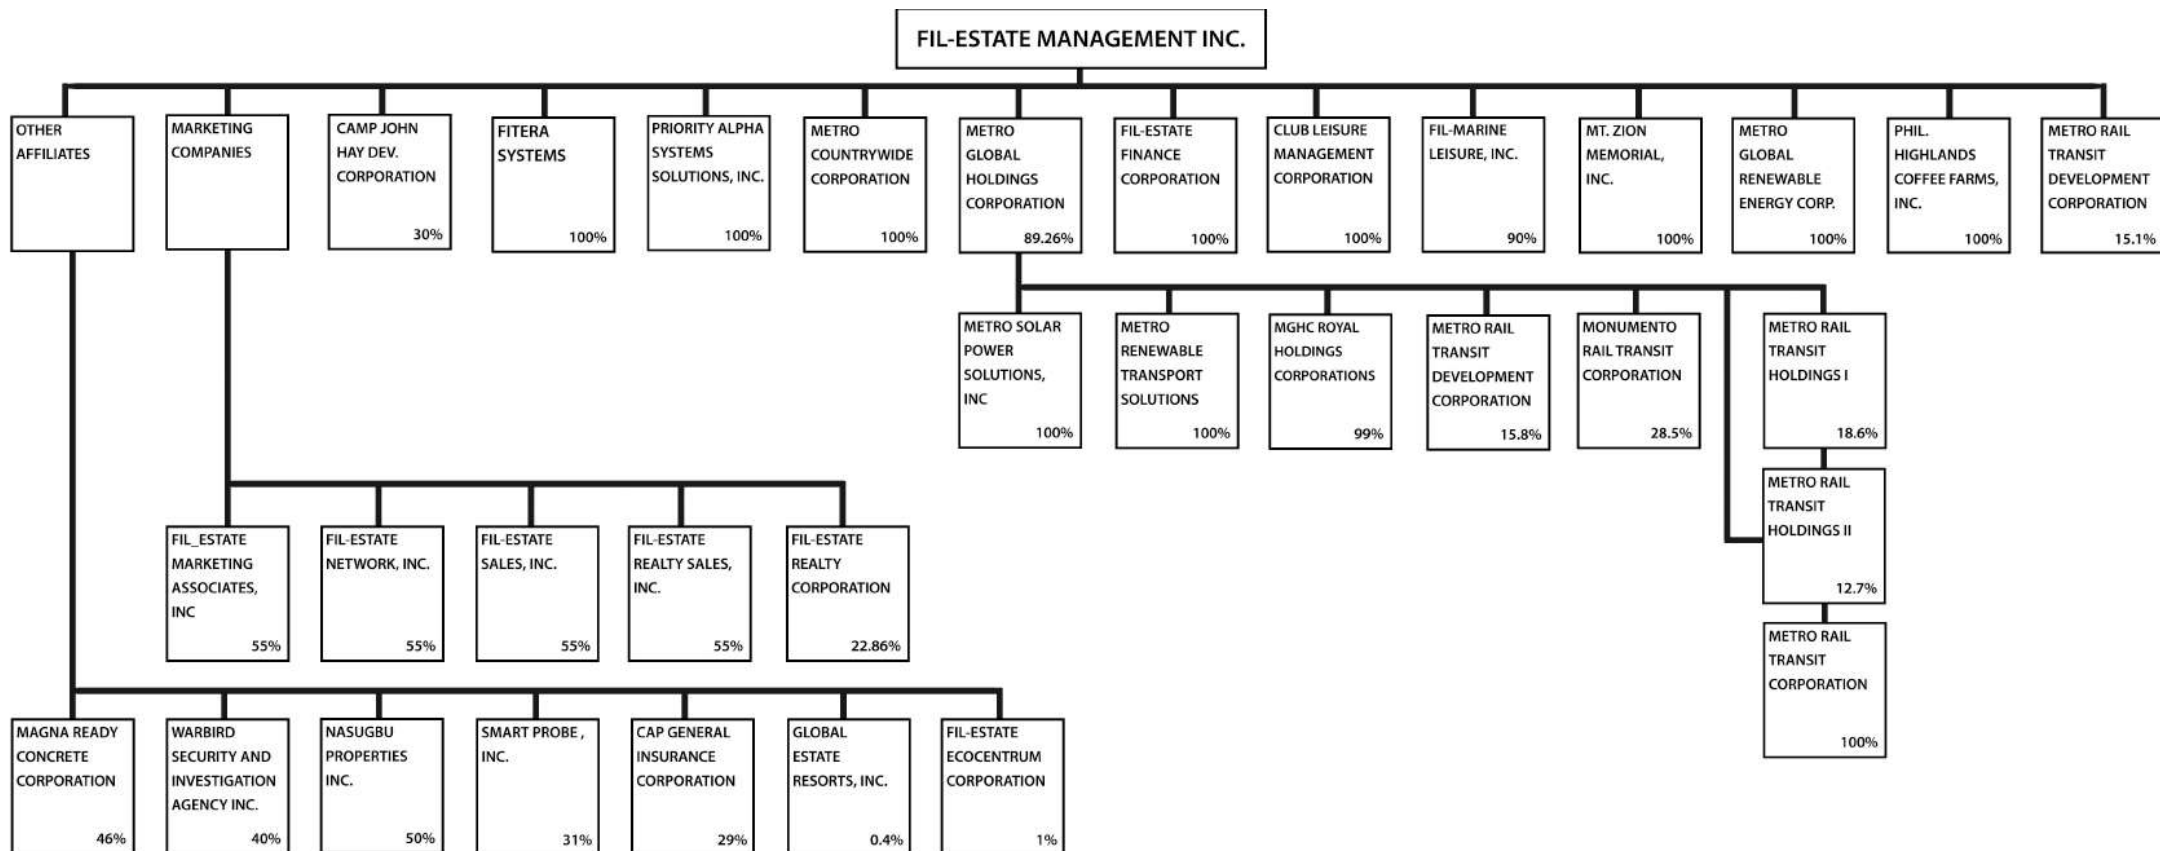 FIL-ESTATE MANAGEMENT INC.
OTHER
AFFILIATES
MARKETING
COMPANIES
CAMP JOHN
HAY DEV.
CORPORATION
30%
FITERA
SYSTEMS
100%
PRIORITY ALPHA
SYSTEMS
SOLUTIONS, INC.
100%
METRO
COUNTRYWIDE
CORPORATION
100%
METRO
GLOBAL
HOLDINGS
CORPORATION
89.26%
FIL-ESTATE
FINANCE
CORPORATION
100%
CLUB LEISURE
MANAGEMENT
CORPORATION
100%
FIL-MARINE
LEISURE, INC.
90%
MT. ZION
MEMORIAL,
INC.
100%
METRO
GLOBAL
RENEWABLE
ENERGY CORP.
100%
PHIL.
HIGHLANDS
COFFEE FARMS,
INC.
100%
METRO RAIL
TRANSIT
DEVELOPMENT
CORPORATION
15.1%
METRO SOLAR
POWER
SOLUTIONS,
INC
100%
METRO
RENEWABLE
TRANSPORT
SOLUTIONS
100%
MGHC ROYAL
HOLDINGS
CORPORATIONS
99%
METRO RAIL
TRANSIT
DEVELOPMENT
CORPORATION
15.8%
MONUMENTO
RAIL TRANSIT
CORPORATION
28.5%
METRO RAIL
TRANSIT
HOLDINGS I
18.6%
METRO RAIL
TRANSIT
HOLDINGS II
12.7%
METRO RAIL
TRANSIT
CORPORATION
100%
FIL_ESTATE
MARKETING
ASSOCIATES,
INC
55%
FIL-ESTATE
NETWORK, INC.
55%
FIL-ESTATE
SALES, INC.
55%
FIL-ESTATE
REALTY SALES,
INC.
55%
FIL-ESTATE
REALTY
CORPORATION
22.86%
MAGNA READY
CONCRETE
CORPORATION
46%
WARBIRD
SECURITY AND
INVESTIGATION
AGENCY INC.
40%
NASUGBU
PROPERTIES
INC.
50%
SMART PROBE ,
INC.
31%
CAP GENERAL
INSURANCE
CORPORATION
29%
GLOBAL
ESTATE
RESORTS, INC.
0.4%
FIL-ESTATE
ECOCENTRUM
CORPORATION
1%